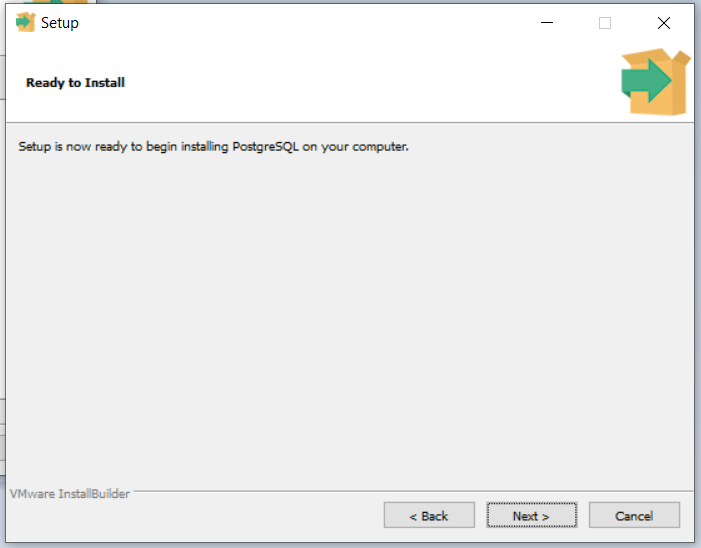 Setup
Ready to Install
Setup is now ready to begin installing PostgreSQL on your computer.
VMware InstallBuilder
< Back
Next >
Cancel